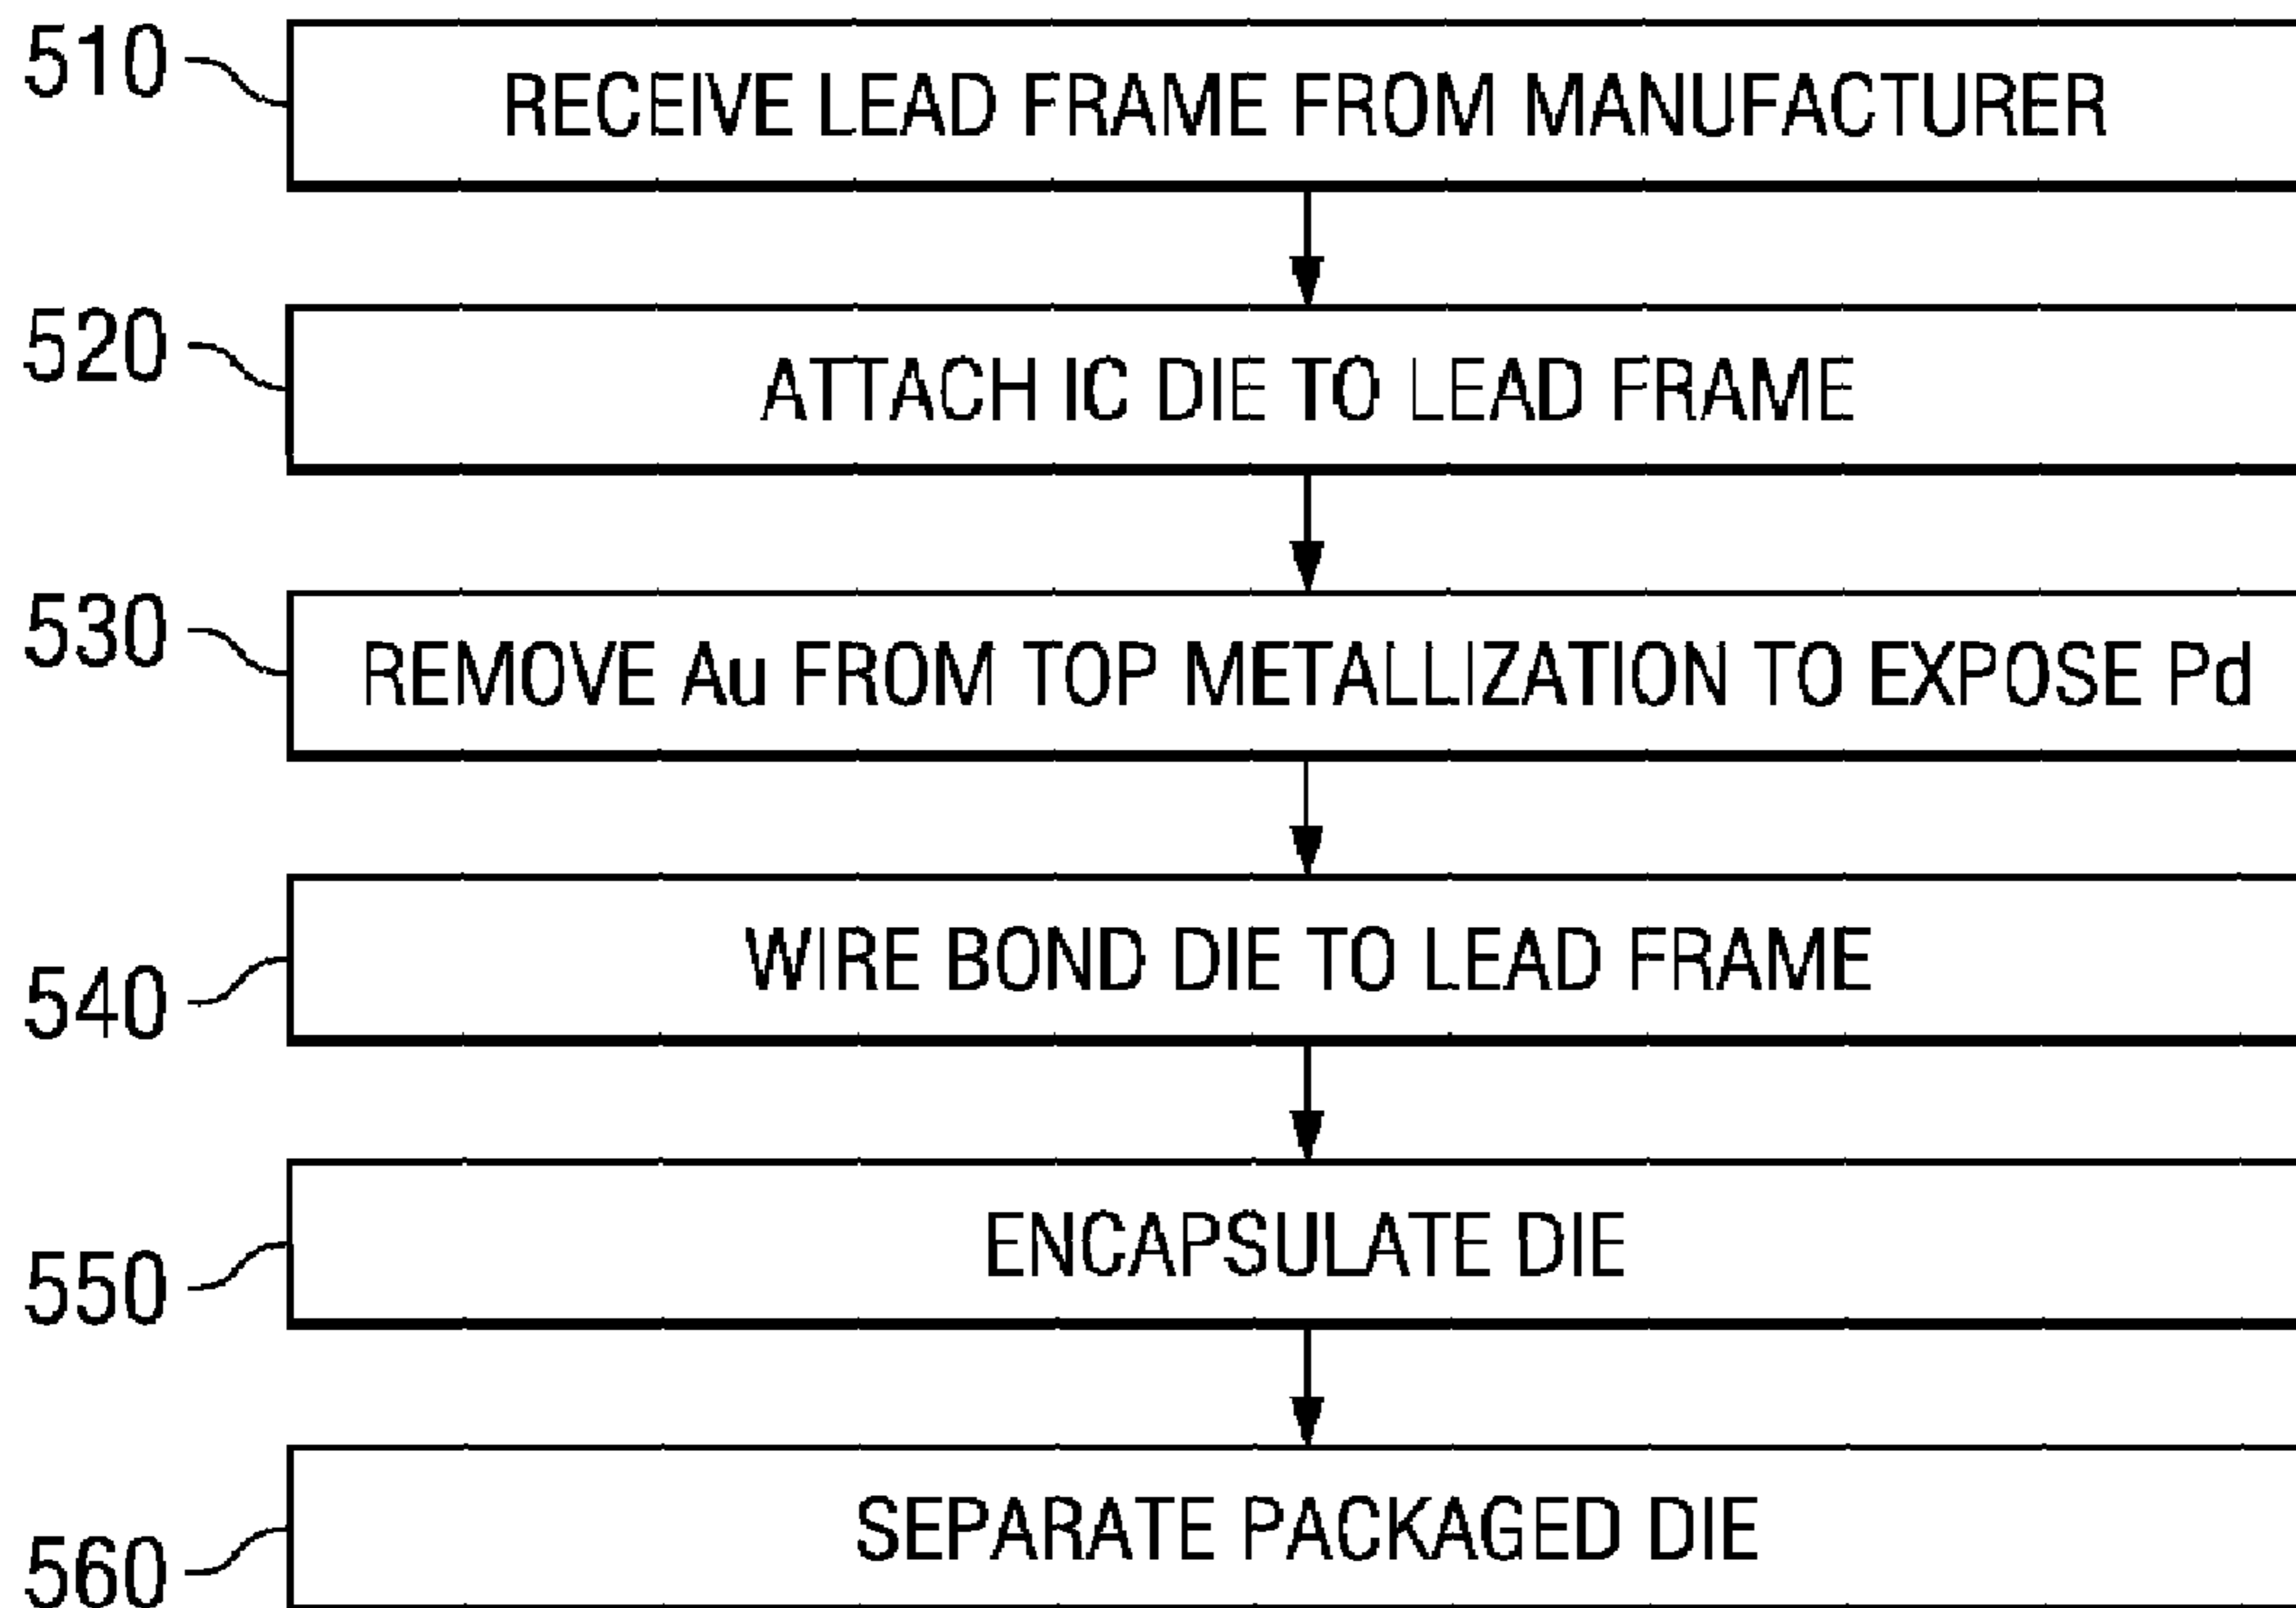 510 RECEIVE LEAD FRAME FROM MANUFACTURER
520 ATTACH IC DIE TO LEAD FRAME
530 REMOVE Au FROM TOP METALLIZATION TO EXPOSE Pd
540 WIRE BOND DIE TO LEAD FRAME
550 ENCAPSULATE DIE
560 SEPARATE PACKAGED DIE